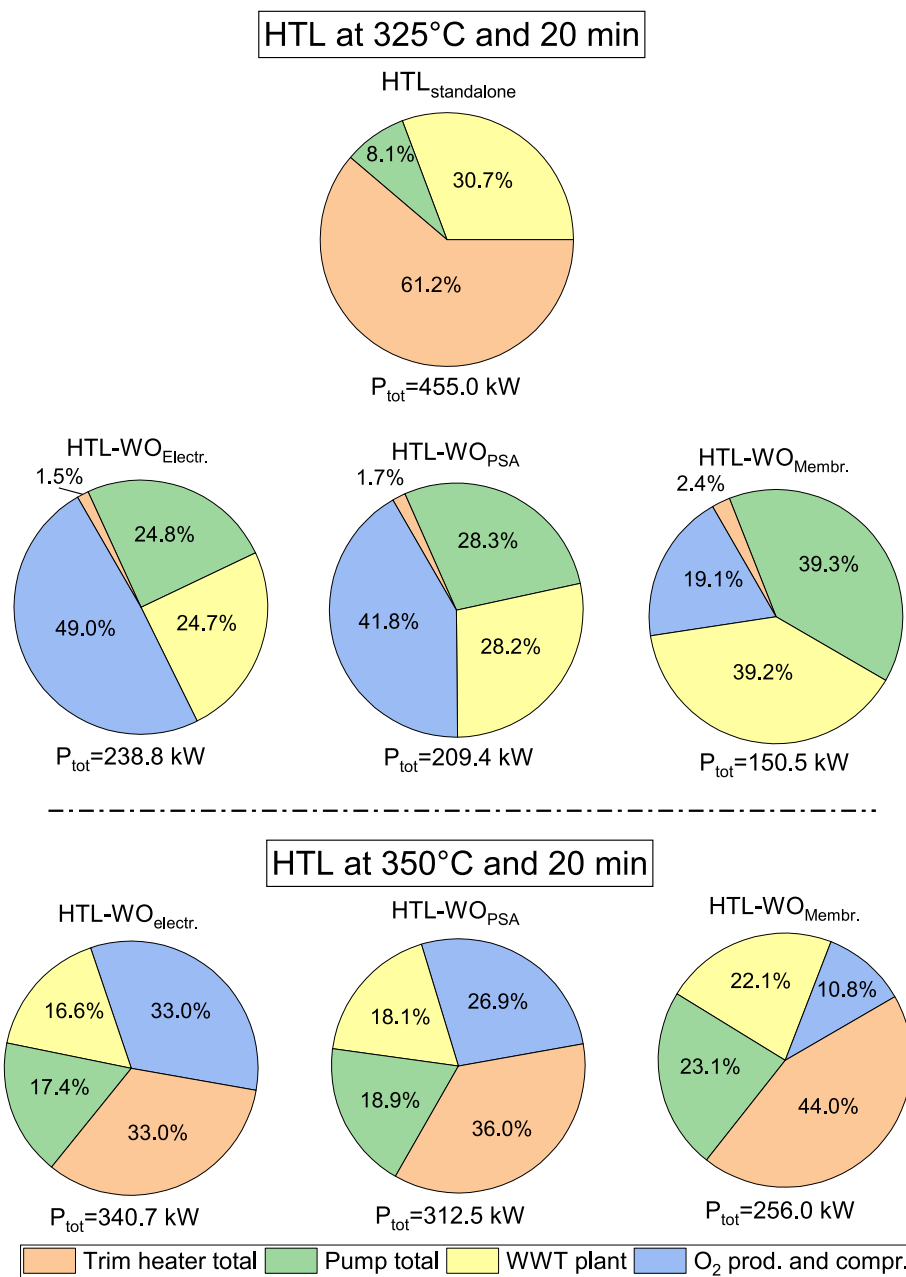 HTL at 325°C and 20 min
HTLstandalone
8.1%
30.7%
61.2%
Ptot=455.0 kW
HTL-WOElectr.
HTL-WOPSA
HTL-WOMembr.
1.5%
24.8%
24.7%
49.0%
1.7%
28.3%
28.2%
41.8%
2.4%
39.3%
39.2%
19.1%
Ptot=238.8 kW
Ptot=209.4 kW
Ptot=150.5 kW
HTL at 350°C and 20 min
HTL-WOelectr.
HTL-WOPSA
HTL-WOMembr.
16.6%
33.0%
17.4%
33.0%
18.1%
26.9%
18.9%
36.0%
22.1%
10.8%
23.1%
44.0%
Ptot=340.7 kW
Ptot=312.5 kW
Ptot=256.0 kW
Trim heater total
Pump total
WWT plant
O2 prod. and compr.